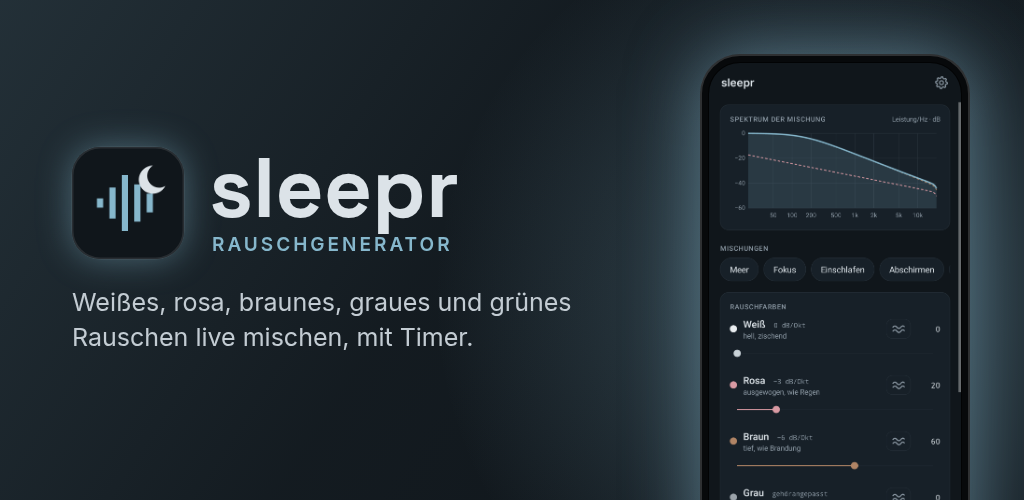 sleepr
RAUSCHGENERATOR
Weißes, rosa, braunes, graues und grünes
Rauschen live mischen, mit Timer.
sleepr
SPEKTRUM DER MISCHUNG Leistung/Hz · dB
0
−20
−40
−60
50 100 200 500 1k 2k 5k 10k
MISCHUNGEN
Meer Fokus Einschlafen Abschirmen
RAUSCHFARBEN
Weiß 0 dB/Okt 0
hell, zischend
Rosa −3 dB/Okt 20
ausgewogen, wie Regen
Braun −6 dB/Okt 60
tief, wie Brandung
Grau gehörangepasst 0